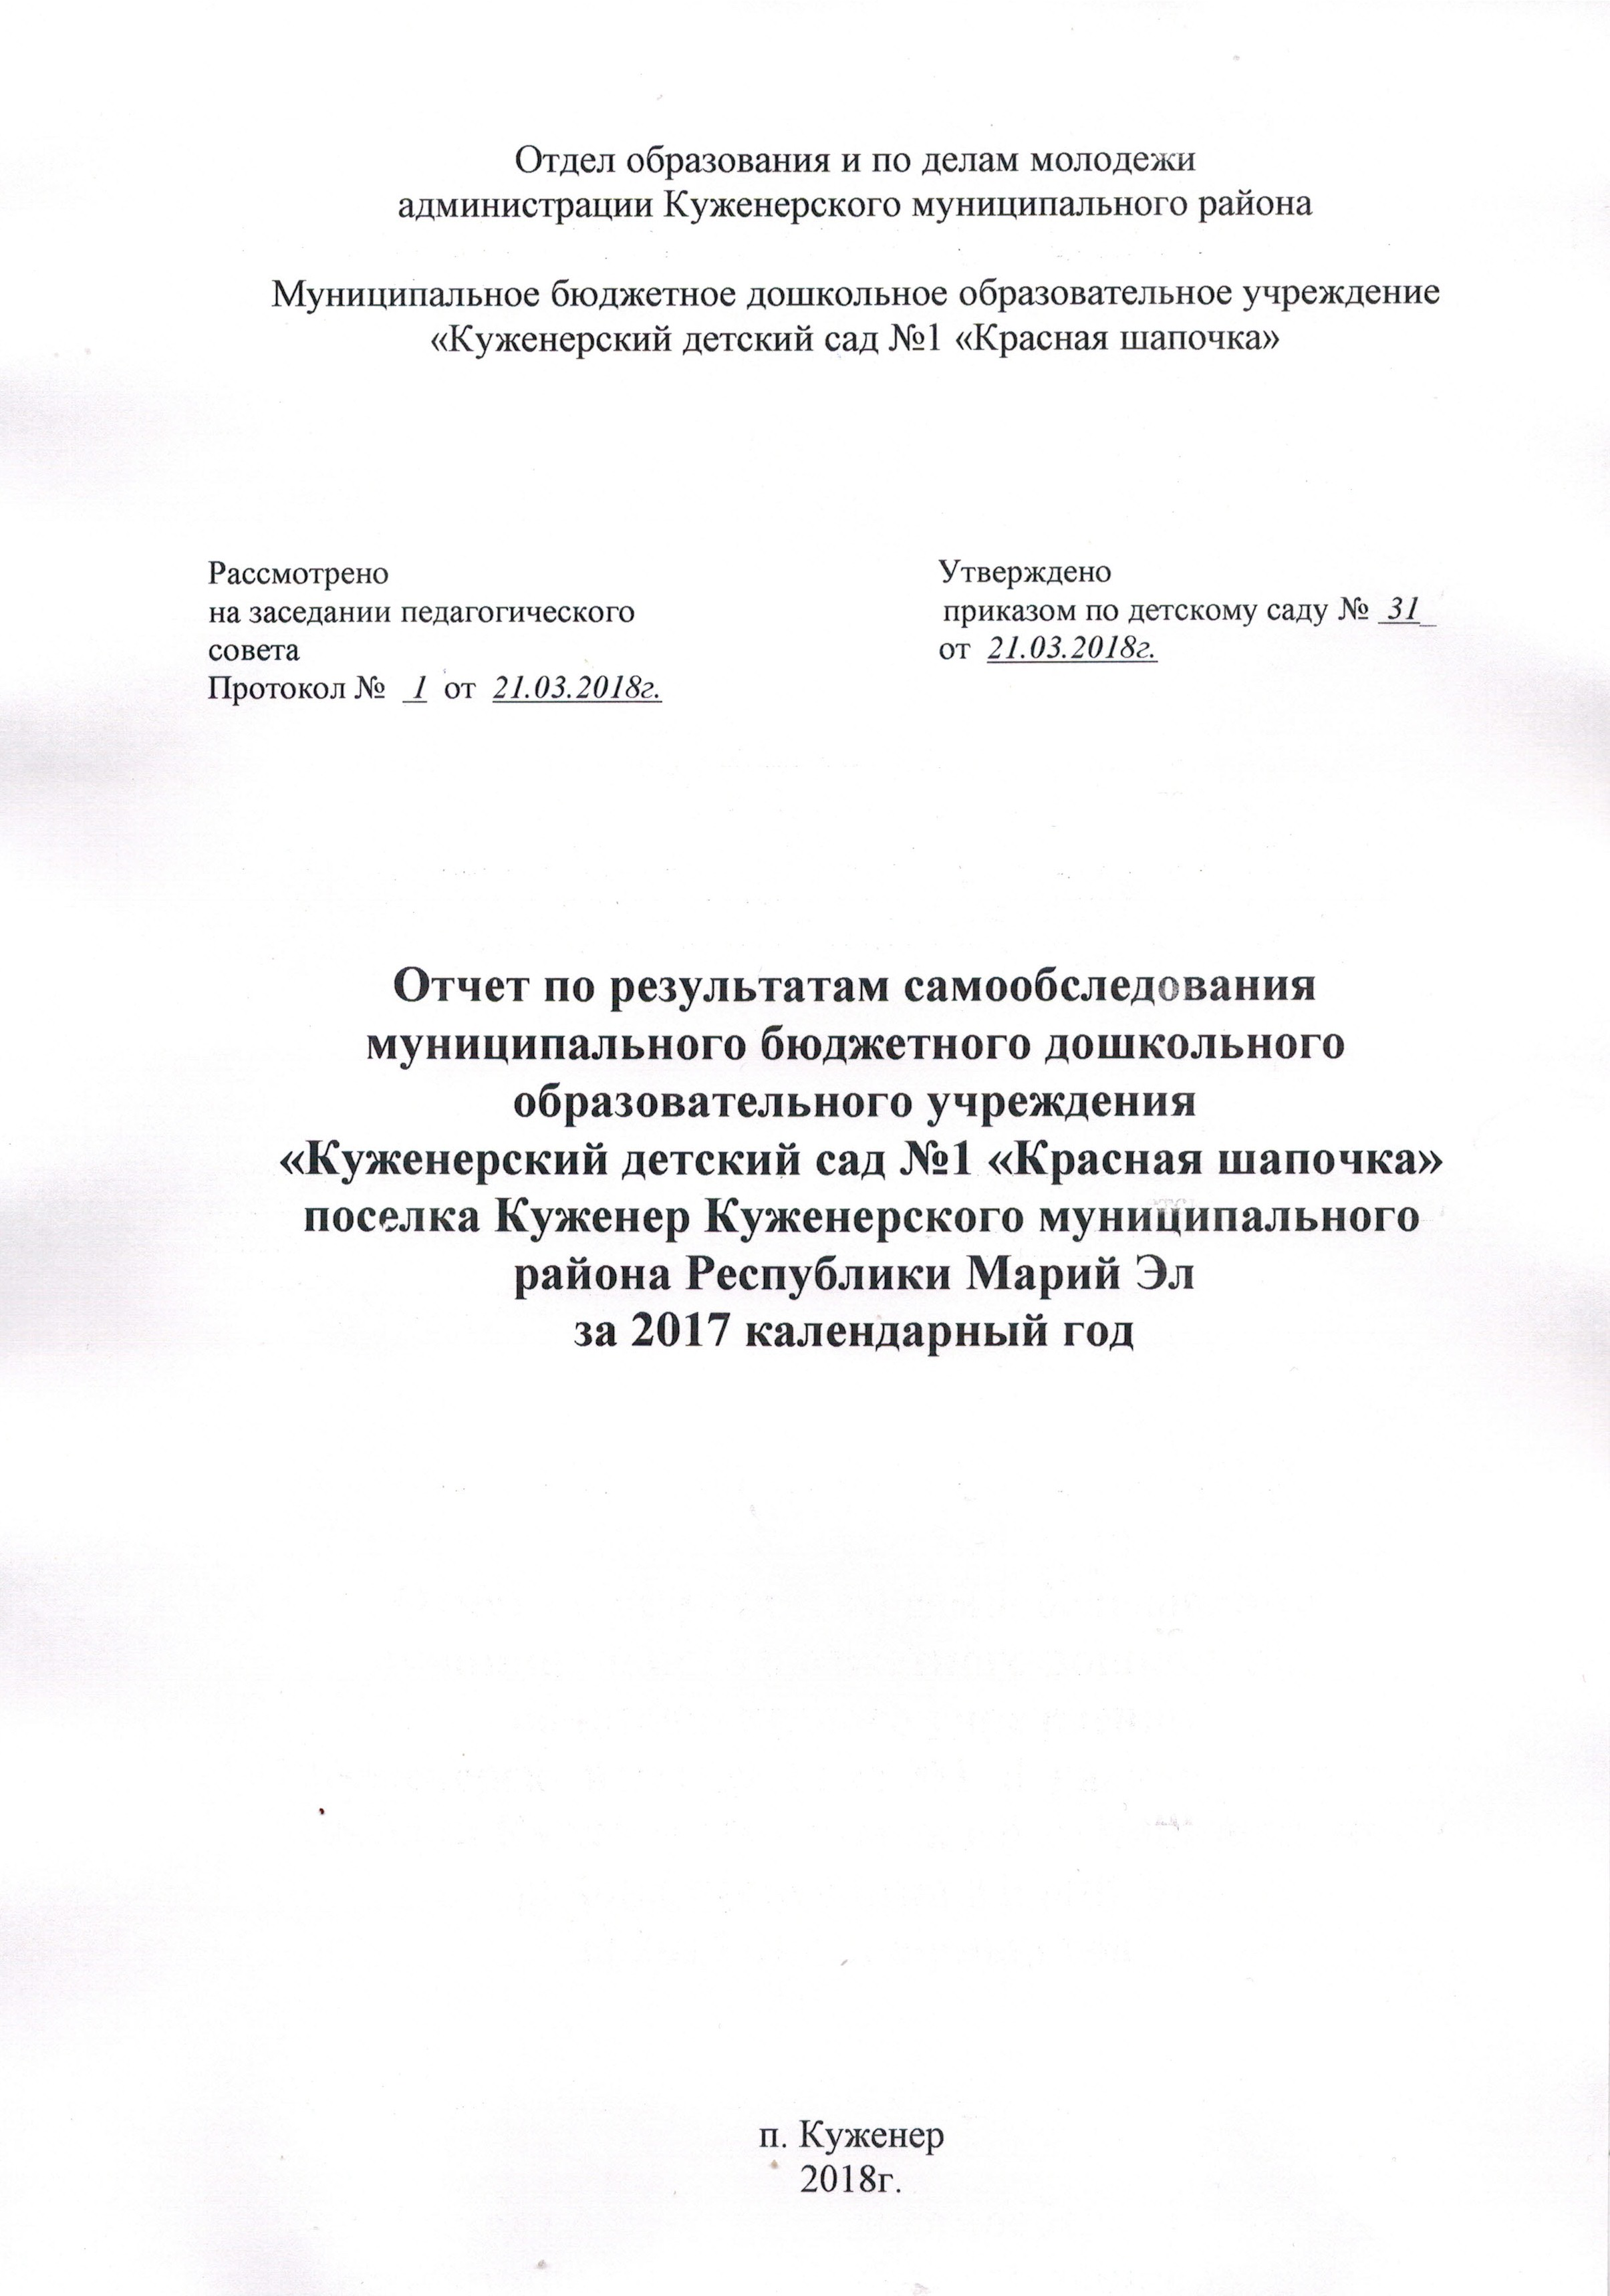 Отдел образования и по делам молодежи
администрации Куженерского муниципального района
Муниципальное бюджетное дошкольное образовательное учреждение
«Куженерский детский сад №1 «Красная шапочка»
Рассмотрено
на заседании педагогического
совета
Протокол № 1 от 21.03.2018г.
Утверждено
приказом по детскому саду № 31
от 21.03.2018г.
Отчет по результатам самообследования
муниципального бюджетного дошкольного
образовательного учреждения
«Куженерский детский сад №1 «Красная шапочка»
поселка Куженер Куженерского муниципального
района Республики Марий Эл
за 2017 календарный год
п. Куженер
2018г.